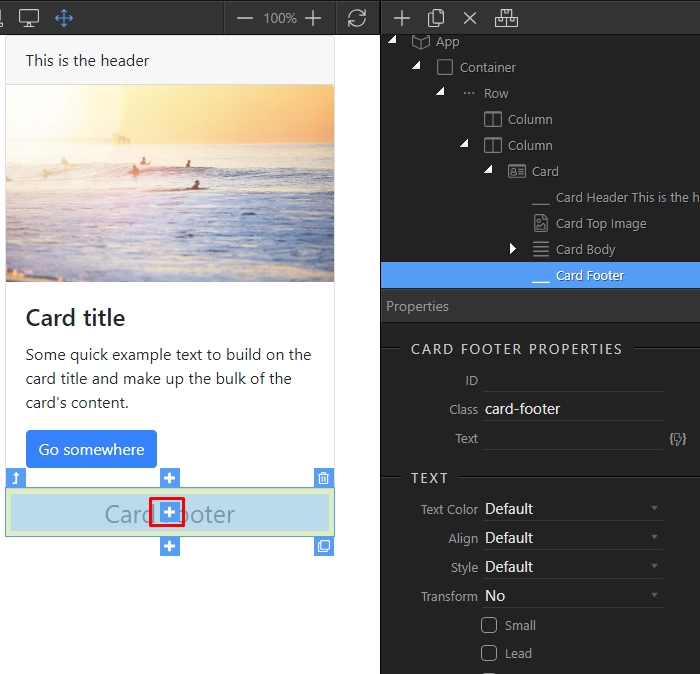 100%
This is the header
Card title
Some quick example text to build on the
card title and make up the bulk of the
card's content.
Go somewhere
Card Footer
App
Container
Row
Column
Column
Card
Card Header This is the h
Card Top Image
Card Body
Card Footer
Properties
CARD FOOTER PROPERTIES
ID
Class card-footer
Text
TEXT
Text Color Default
Align Default
Style Default
Transform No
Small
Lead